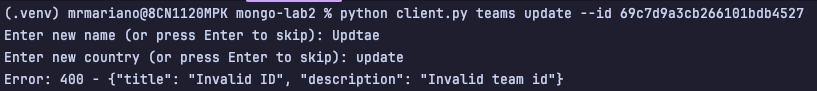 (.venv) mrmariano@8CN1120MPK mongo-lab2 % python client.py teams update --id 69c7d9a3cb266101bdb4527
Enter new name (or press Enter to skip): Updtae
Enter new country (or press Enter to skip): update
Error: 400 - {"title": "Invalid ID", "description": "Invalid team id"}